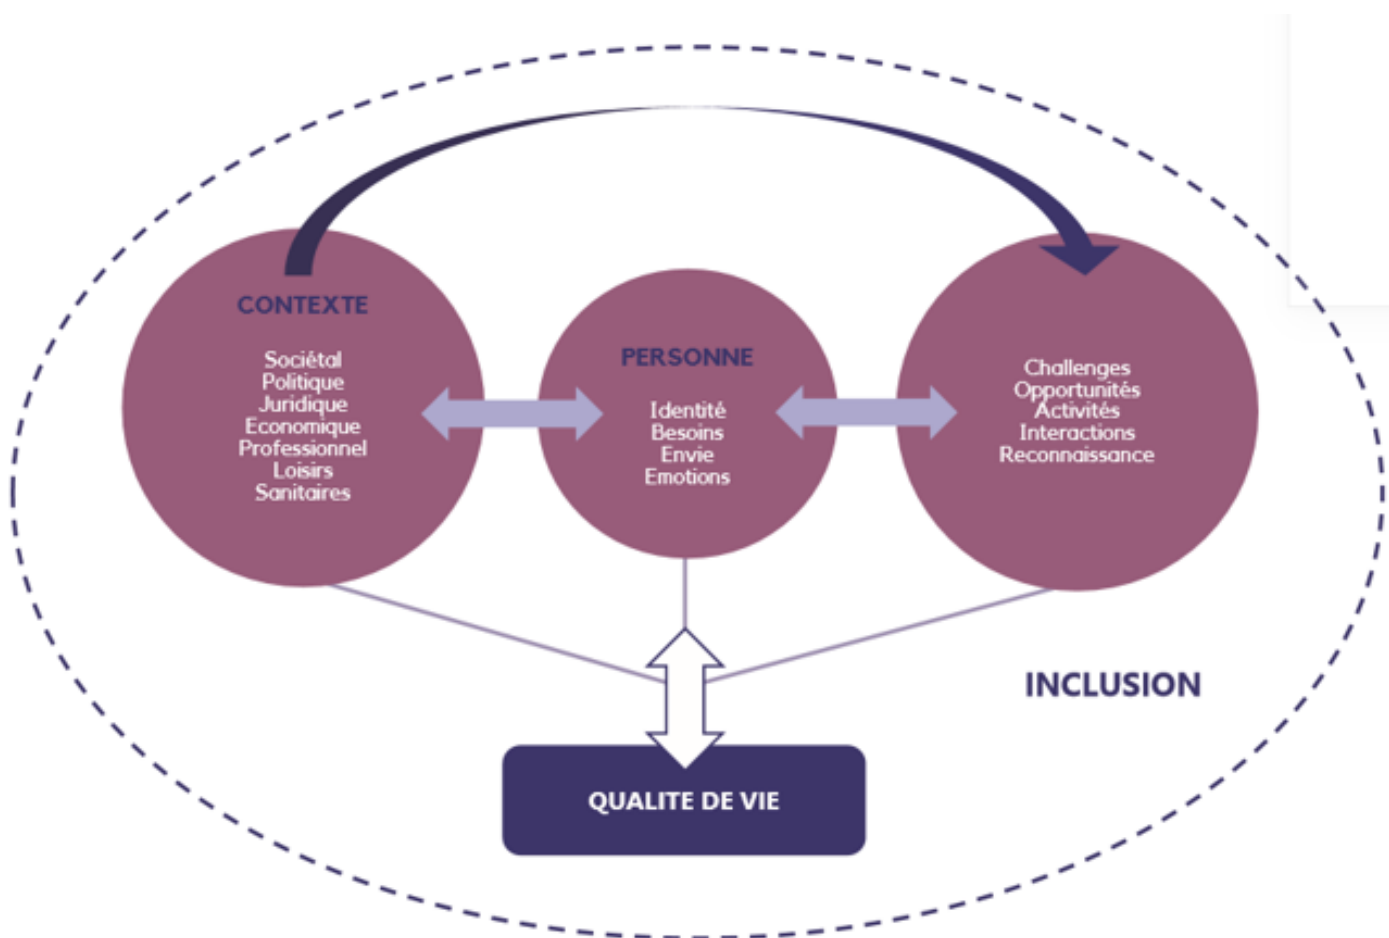 CONTEXTE
Sociétal
Politique
Juridique
Economique
Professionnel
Loisirs
Sanitaires
PERSONNE
Identité
Besoins
Envie
Emotions
Challenges
Opportunités
Activités
Interactions
Reconnaissance
INCLUSION
QUALITE DE VIE